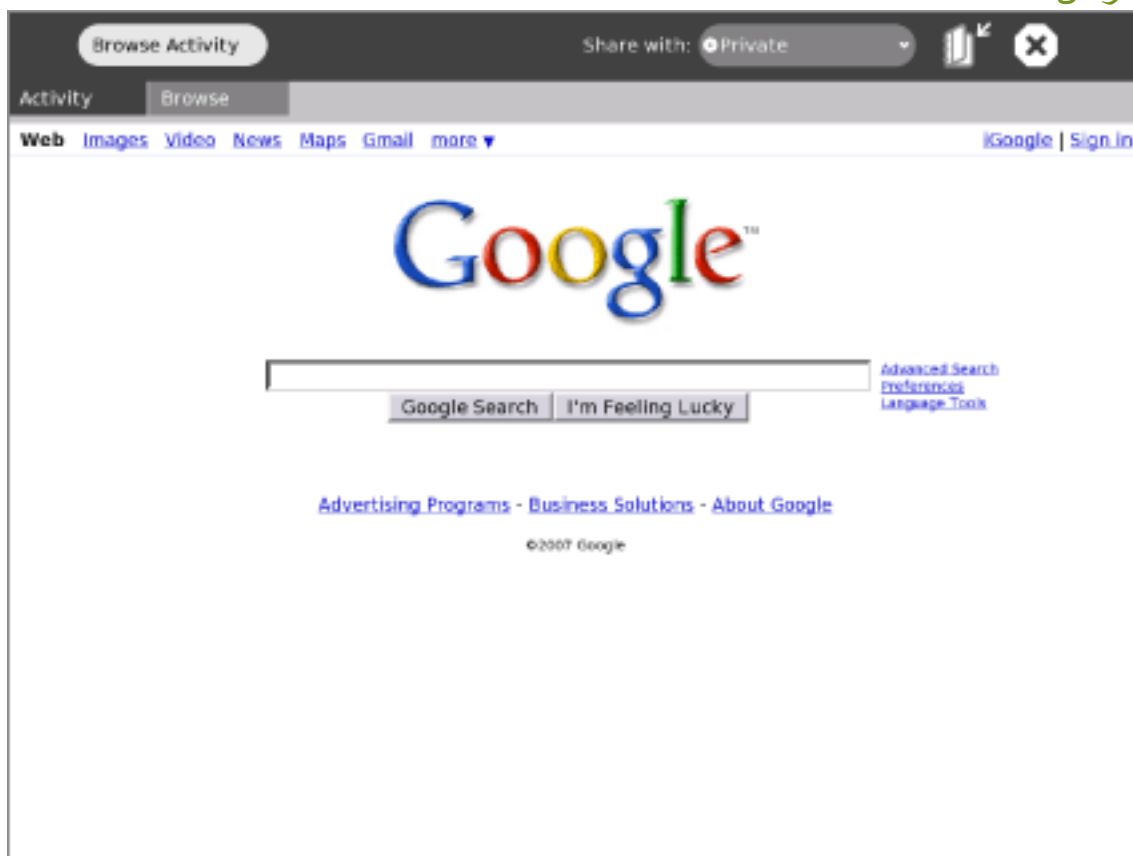 Browse Activity Share with: Private
Activity Browse
Web Images Video News Maps Gmail more ▼ iGoogle | Sign in
Google™
Advanced Search
Preferences
Language Tools
Google Search I'm Feeling Lucky
Advertising Programs - Business Solutions - About Google
©2007 Google